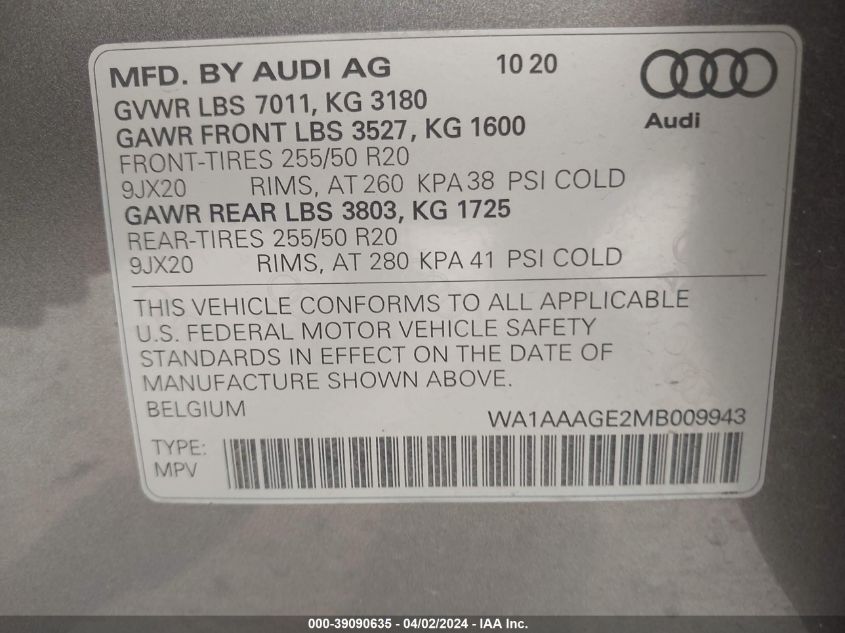 MFD. BY AUDI AG 10 20
GVWR LBS 7011, KG 3180
GAWR FRONT LBS 3527, KG 1600
Audi
FRONT-TIRES 255/50 R20
9JX20 RIMS, AT 260 KPA 38 PSI COLD
GAWR REAR LBS 3803, KG 1725
REAR-TIRES 255/50 R20
9JX20 RIMS, AT 280 KPA 41 PSI COLD
THIS VEHICLE CONFORMS TO ALL APPLICABLE
U.S. FEDERAL MOTOR VEHICLE SAFETY
STANDARDS IN EFFECT ON THE DATE OF
MANUFACTURE SHOWN ABOVE.
BELGIUM
WA1AAAGE2MB009943
TYPE:
MPV
000-39090635 - 04/02/2024 - IAA Inc.